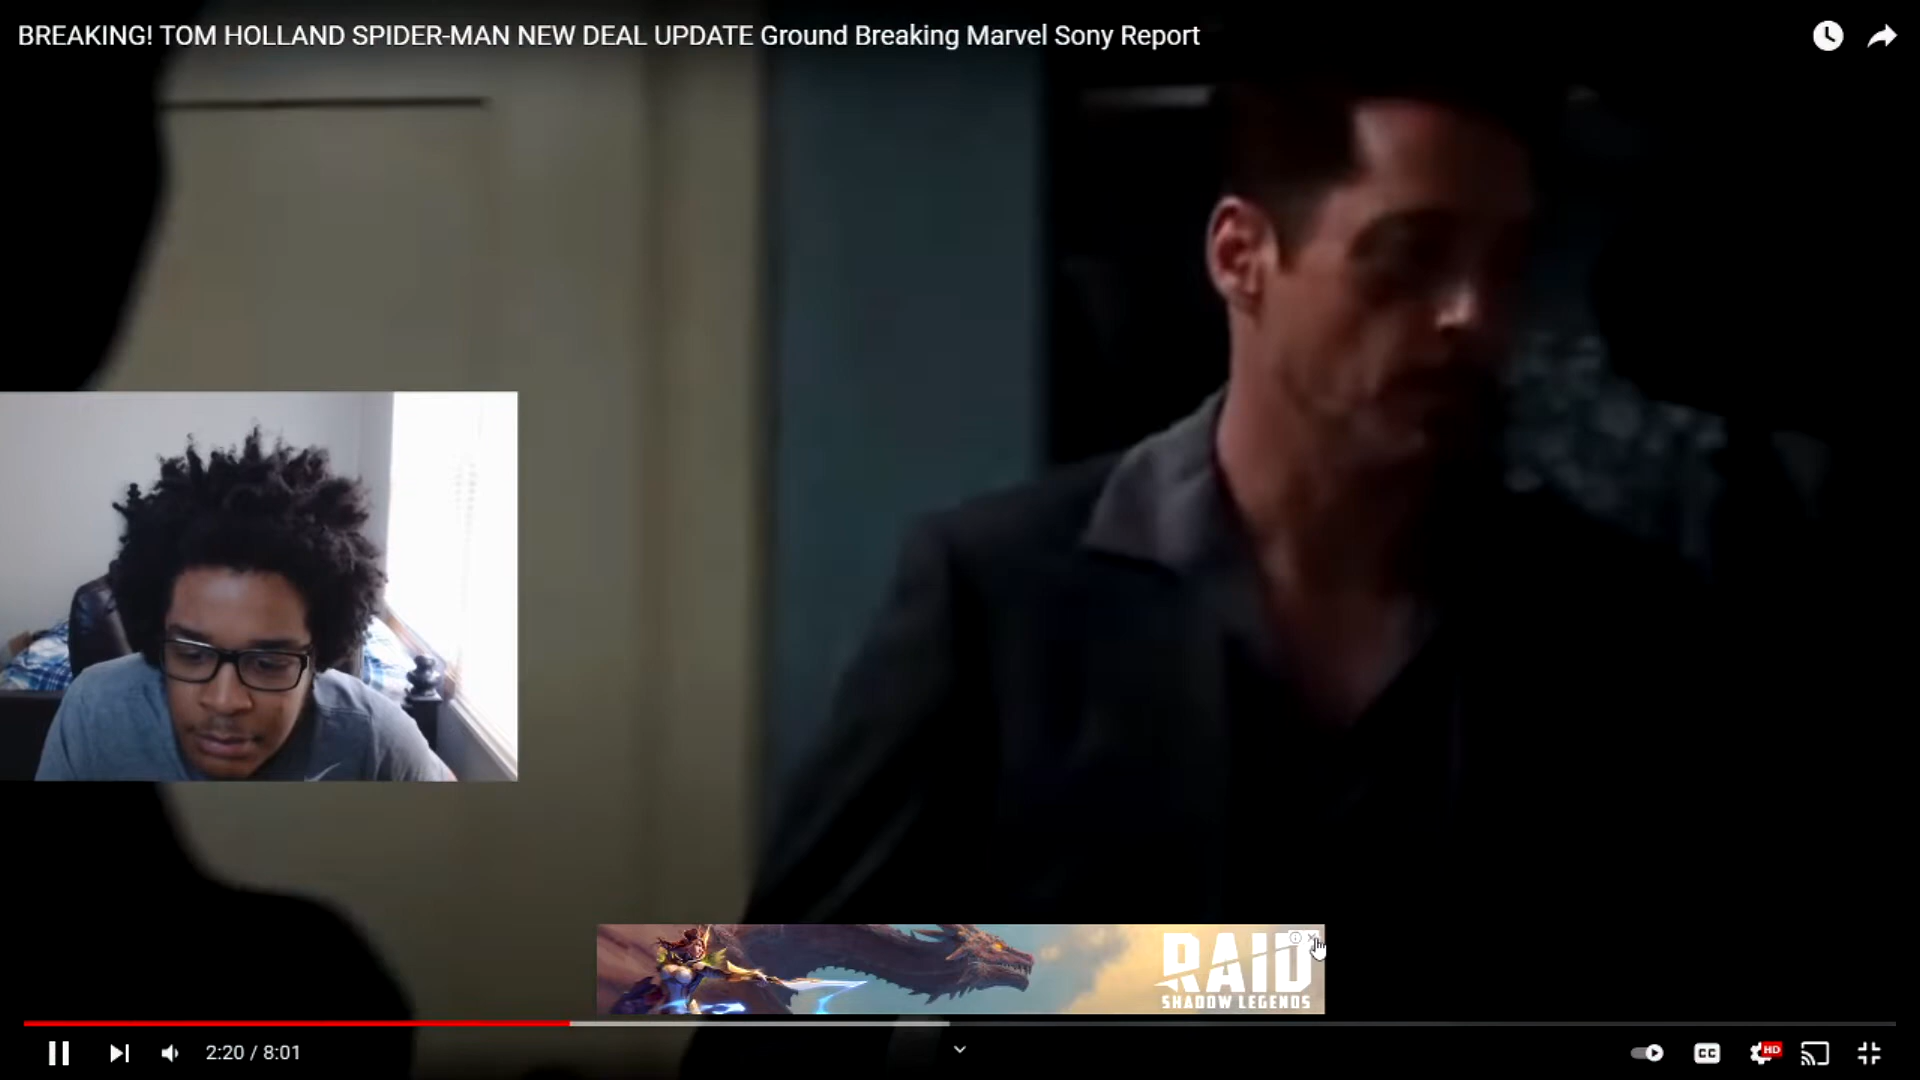 BREAKING! TOM HOLLAND SPIDER-MAN NEW DEAL UPDATE Ground Breaking Marvel Sony Report
RAID
SHADOW LEGENDS
2:20 / 8:01
CC
HD